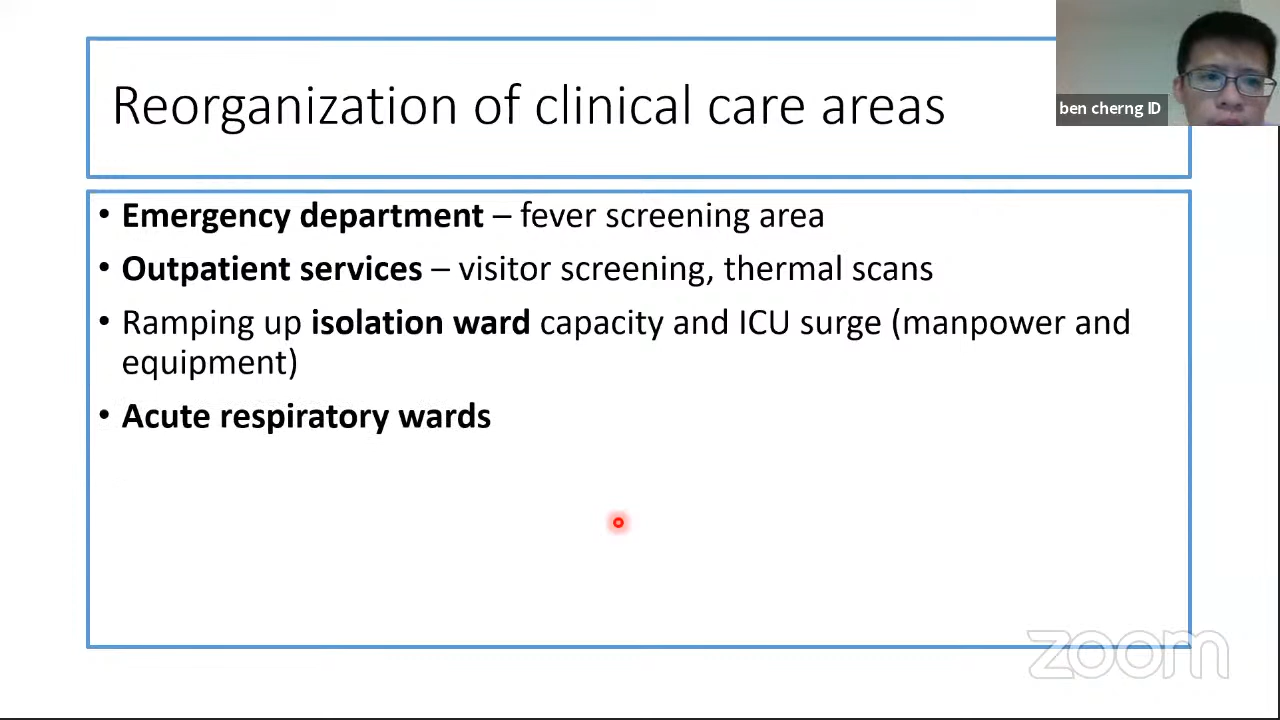 Reorganization of clinical care areas
ben cherng ID
• Emergency department – fever screening area
• Outpatient services – visitor screening, thermal scans
• Ramping up isolation ward capacity and ICU surge (manpower and
equipment)
• Acute respiratory wards
zoom